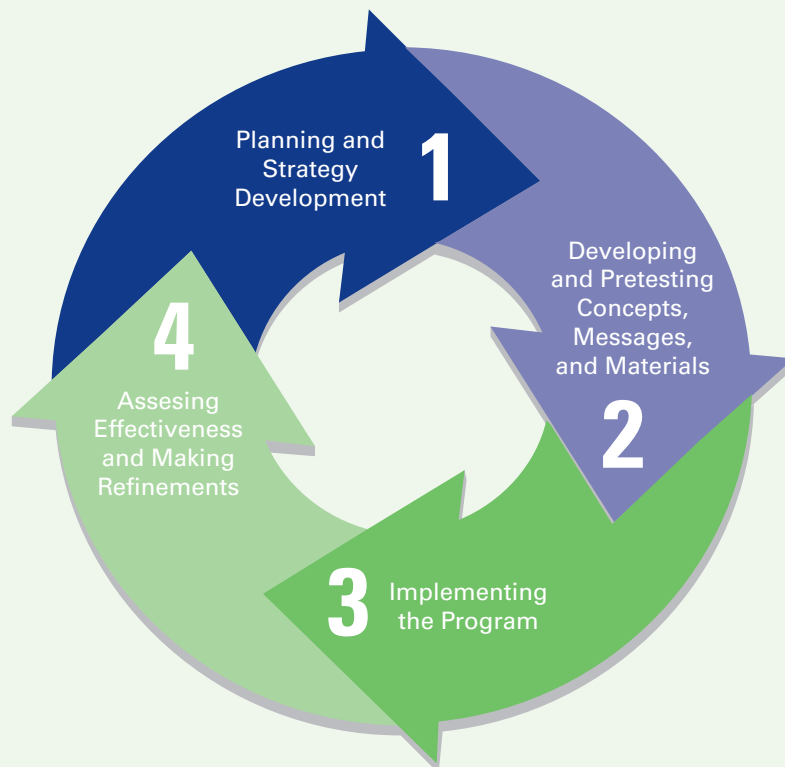 Planning and
Strategy
Development
1
Developing
and Pretesting
Concepts,
Messages,
and Materials
2
3
Implementing
the Program
4
Assesing
Effectiveness
and Making
Refinements